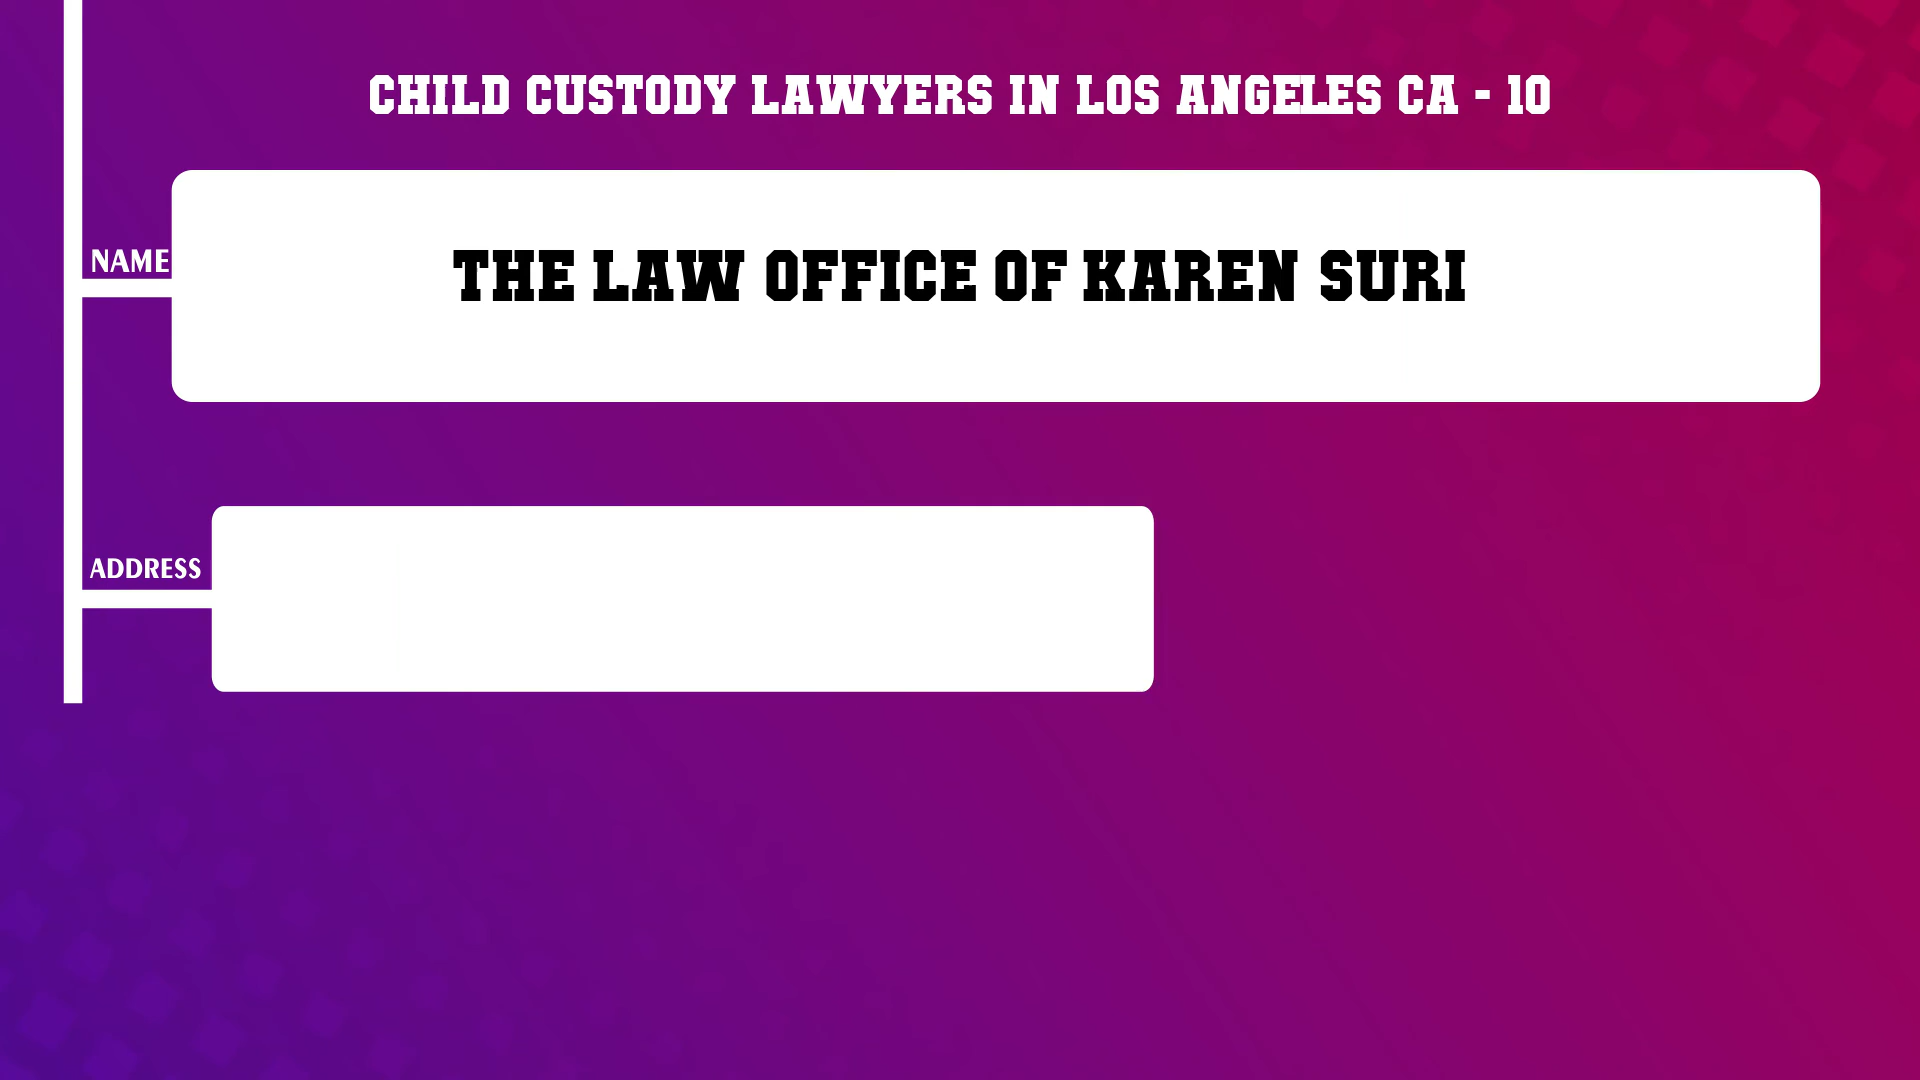 CHILD CUSTODY LAWYERS IN LOS ANGELES CA - 10
NAME
THE LAW OFFICE OF KAREN SURI
ADDRESS